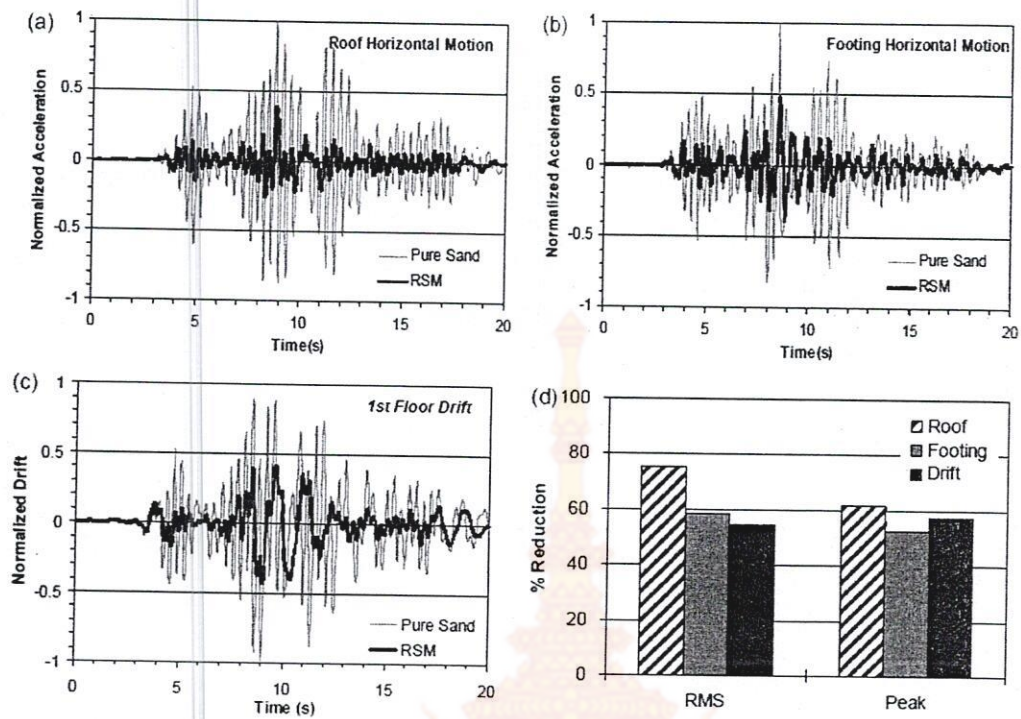 (a)
Roof Horizontal Motion
Normalized Acceleration
1
0.5
0
-0.5
-1
Pure Sand
RSM
0 5 10 15 20
Time(s)
(b)
Footing Horizontal Motion
Normalized Acceleration
1
0.5
0
-0.5
-1
Pure Sand
RSM
0 5 10 15 20
Time(s)
(c)
1st Floor Drift
Normalized Drift
1
0.5
0
-0.5
-1
Pure Sand
RSM
0 5 10 15 20
Time (s)
(d)
% Reduction
100
80
60
40
20
0
Roof
Footing
Drift
RMS Peak